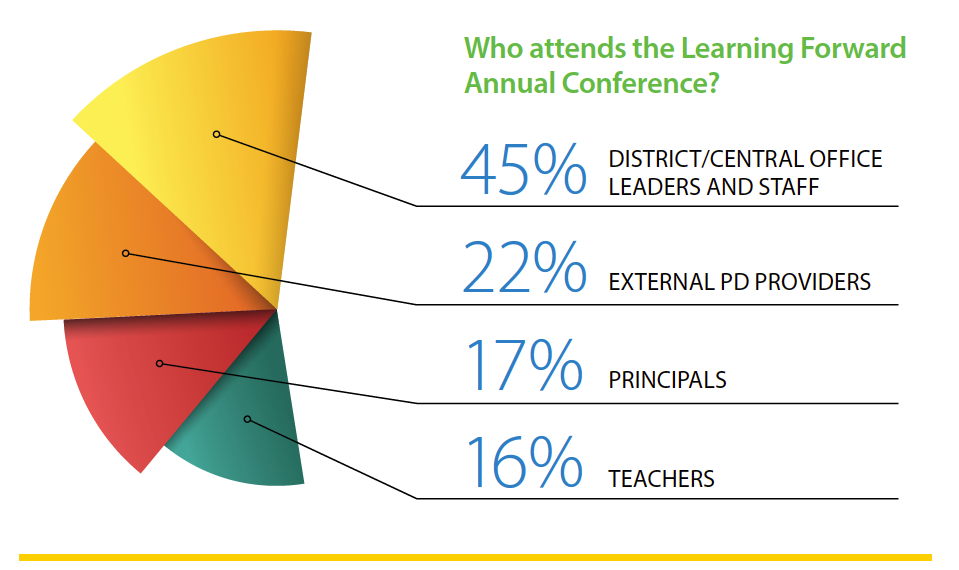 Who attends the Learning Forward
Annual Conference?
45% DISTRICT/CENTRAL OFFICE
LEADERS AND STAFF
22% EXTERNAL PD PROVIDERS
17% PRINCIPALS
16% TEACHERS